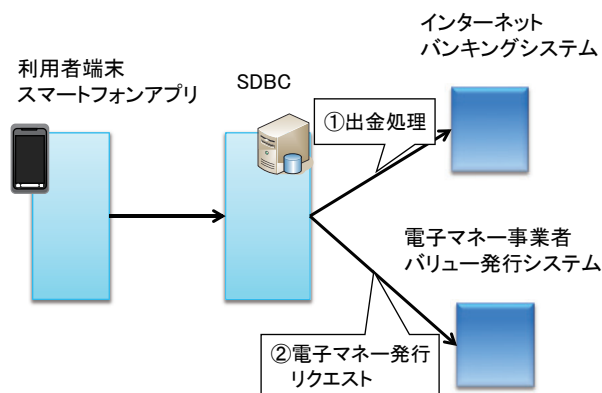 インターネット
バンキングシステム
利用者端末
スマートフォンアプリ
SDBC
①出金処理
電子マネー事業者
バリュー発行システム
②電子マネー発行
リクエスト